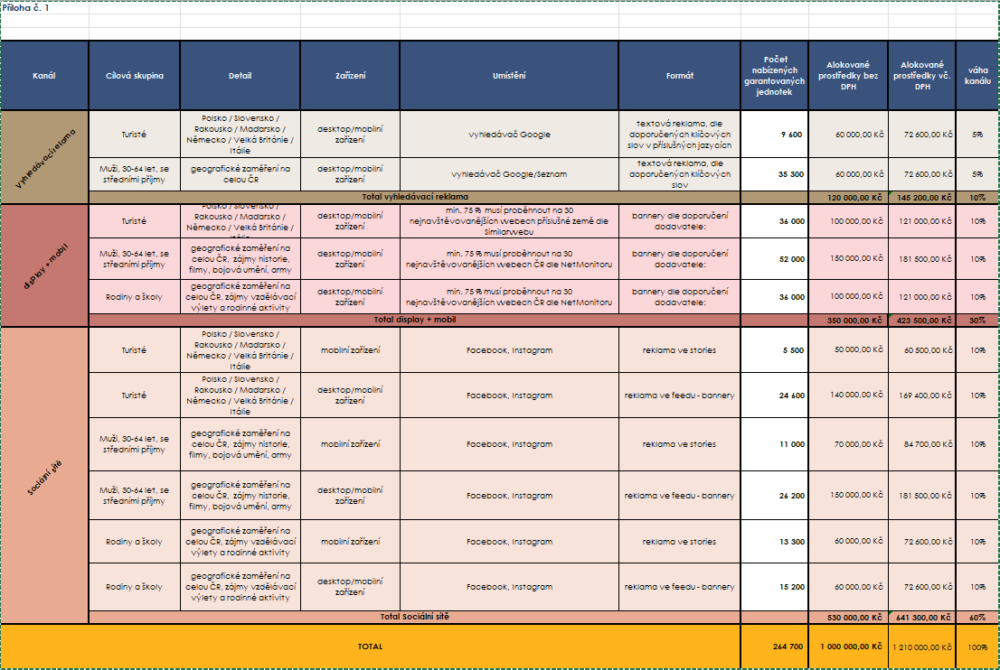 Příloha č. 1
Kanál
Cílová skupina
Detail
Zařízení
Umístění
Formát
Počet
nabízených
garantovaných
jednotek
Alokované
prostředky bez
DPH
Alokované
prostředky vč.
DPH
váha
kanálu
Vyhledávací reklama
Turisté
Polsko / Slovensko /
Rakousko / Maďarsko /
Německo / Velká Británie /
Itálie
desktop/mobilní
zařízení
vyhledávač Google
textová reklama, dle
doporučených klíčových
slov v příslušných jazycích
9 600
60 000,00 Kč
72 600,00 Kč
5%
Muži, 30-64 let, se
středními příjmy
geografické zaměření na
celou ČR
desktop/mobilní
zařízení
vyhledávač Google/Seznam
textová reklama, dle
doporučených klíčových
slov
35 300
60 000,00 Kč
72 600,00 Kč
5%
Total vyhledávací reklama
120 000,00 Kč
145 200,00 Kč
10%
disPlay + mobil
Turisté
Polsko / Slovensko /
Rakousko / Maďarsko /
Německo / Velká Británie /
Itálie
desktop/mobilní
zařízení
min. 75 % musí proběhnout na 30
nejnavštěvovanějších webech příslušné země dle
Similarwebu
bannery dle doporučení
dodavatele:
36 000
100 000,00 Kč
121 000,00 Kč
10%
Muži, 30-64 let, se
středními příjmy
geografické zaměření na
celou ČR, zájmy historie,
filmy, bojová umění, army
desktop/mobilní
zařízení
min. 75 % musí proběhnout na 30
nejnavštěvovanějších webech ČR dle NetMonitoru
bannery dle doporučení
dodavatele:
52 000
150 000,00 Kč
181 500,00 Kč
10%
Rodiny a školy
geografické zaměření na
celou ČR, zájmy vzdělávací
výlety a rodinné aktivity
desktop/mobilní
zařízení
min. 75 % musí proběhnout na 30
nejnavštěvovanějších webech ČR dle NetMonitoru
bannery dle doporučení
dodavatele:
36 000
100 000,00 Kč
121 000,00 Kč
10%
Total display + mobil
350 000,00 Kč
423 500,00 Kč
30%
Sociální sítě
Turisté
Polsko / Slovensko /
Rakousko / Maďarsko /
Německo / Velká Británie /
Itálie
mobilní zařízení
Facebook, Instagram
reklama ve stories
5 500
50 000,00 Kč
60 500,00 Kč
10%
Turisté
Polsko / Slovensko /
Rakousko / Maďarsko /
Německo / Velká Británie /
Itálie
desktop/mobilní
zařízení
Facebook, Instagram
reklama ve feedu - bannery
24 600
140 000,00 Kč
169 400,00 Kč
10%
Muži, 30-64 let, se
středními příjmy
geografické zaměření na
celou ČR, zájmy historie,
filmy, bojová umění, army
mobilní zařízení
Facebook, Instagram
reklama ve stories
11 000
70 000,00 Kč
84 700,00 Kč
10%
Muži, 30-64 let, se
středními příjmy
geografické zaměření na
celou ČR, zájmy historie,
filmy, bojová umění, army
desktop/mobilní
zařízení
Facebook, Instagram
reklama ve feedu - bannery
26 200
150 000,00 Kč
181 500,00 Kč
10%
Rodiny a školy
geografické zaměření na
celou ČR, zájmy vzdělávací
výlety a rodinné aktivity
mobilní zařízení
Facebook, Instagram
reklama ve stories
13 300
60 000,00 Kč
72 600,00 Kč
10%
Rodiny a školy
geografické zaměření na
celou ČR, zájmy vzdělávací
výlety a rodinné aktivity
desktop/mobilní
zařízení
Facebook, Instagram
reklama ve feedu - bannery
15 200
60 000,00 Kč
72 600,00 Kč
10%
Total Sociální sítě
530 000,00 Kč
641 300,00 Kč
60%
TOTAL
264 700
1 000 000,00 Kč
1 210 000,00 Kč
100%